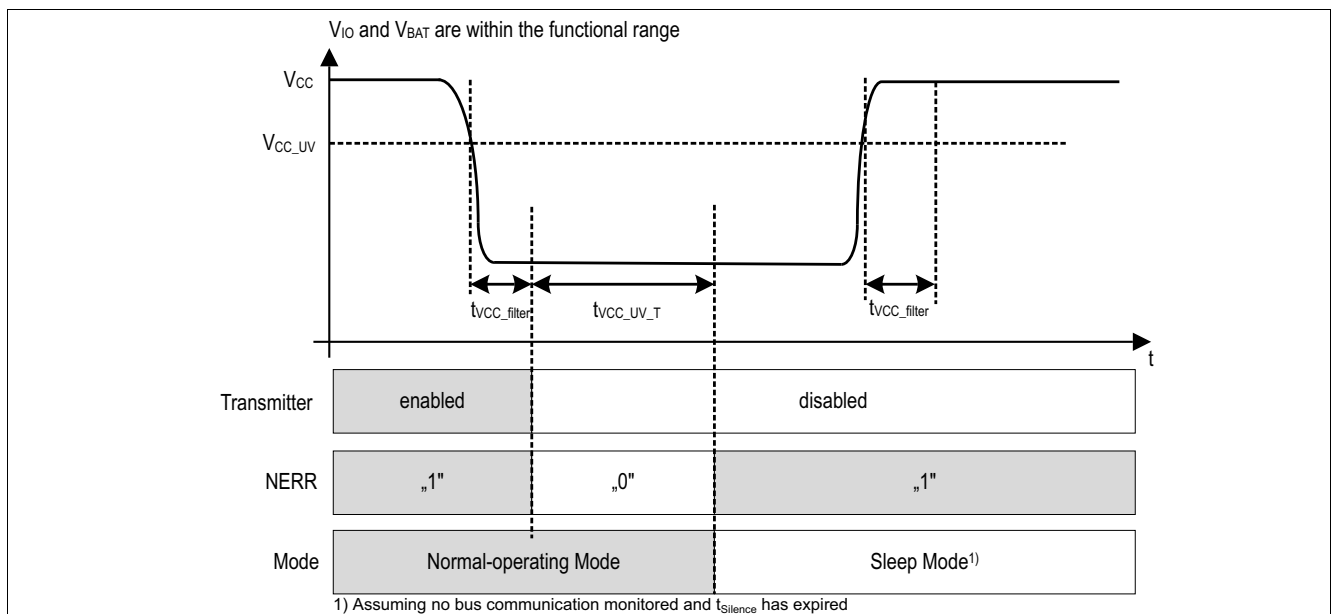 VIO and VBAT are within the functional range
VCC
VCC_UV
tVCC_filter
tVCC_UV_T
tVCC_filter
t
Transmitter
enabled
disabled
NERR
„1"
„0"
„1"
Mode
Normal-operating Mode
Sleep Mode1)
1) Assuming no bus communication monitored and tSilence has expired